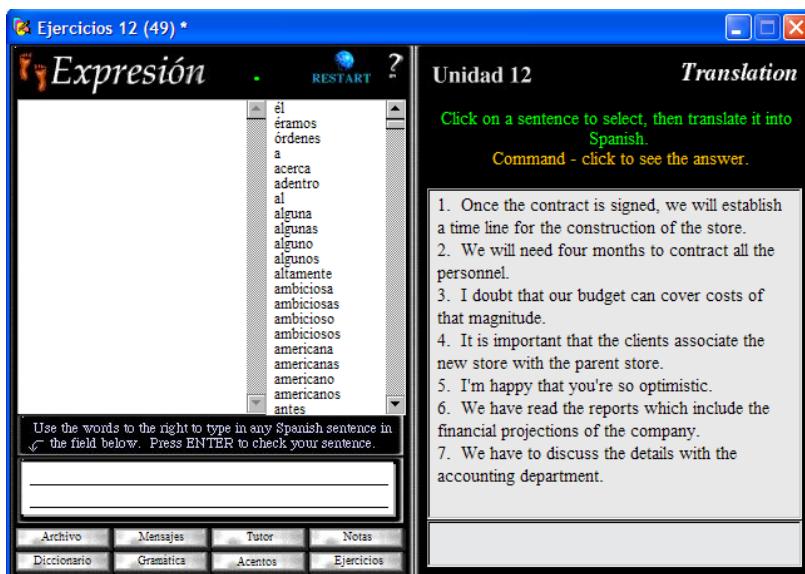 Ejercicios 12 (49) *
Expresión
RESTART
?
él
éramos
órdenes
a
acerca
adentro
al
alguna
algunas
alguno
algunos
altamente
ambiciosa
ambiciosas
ambicioso
ambiciosos
americana
americanas
americano
americanos
antes
Use the words to the right to type in any Spanish sentence in
the field below. Press ENTER to check your sentence.
Archivo Mensajes Tutor Notas
Diccionario Gramática Acentos Ejercicios
Unidad 12 Translation
Click on a sentence to select, then translate it into
Spanish.
Command - click to see the answer.
1. Once the contract is signed, we will establish
a time line for the construction of the store.
2. We will need four months to contract all the
personnel.
3. I doubt that our budget can cover costs of
that magnitude.
4. It is important that the clients associate the
new store with the parent store.
5. I'm happy that you're so optimistic.
6. We have read the reports which include the
financial projections of the company.
7. We have to discuss the details with the
accounting department.